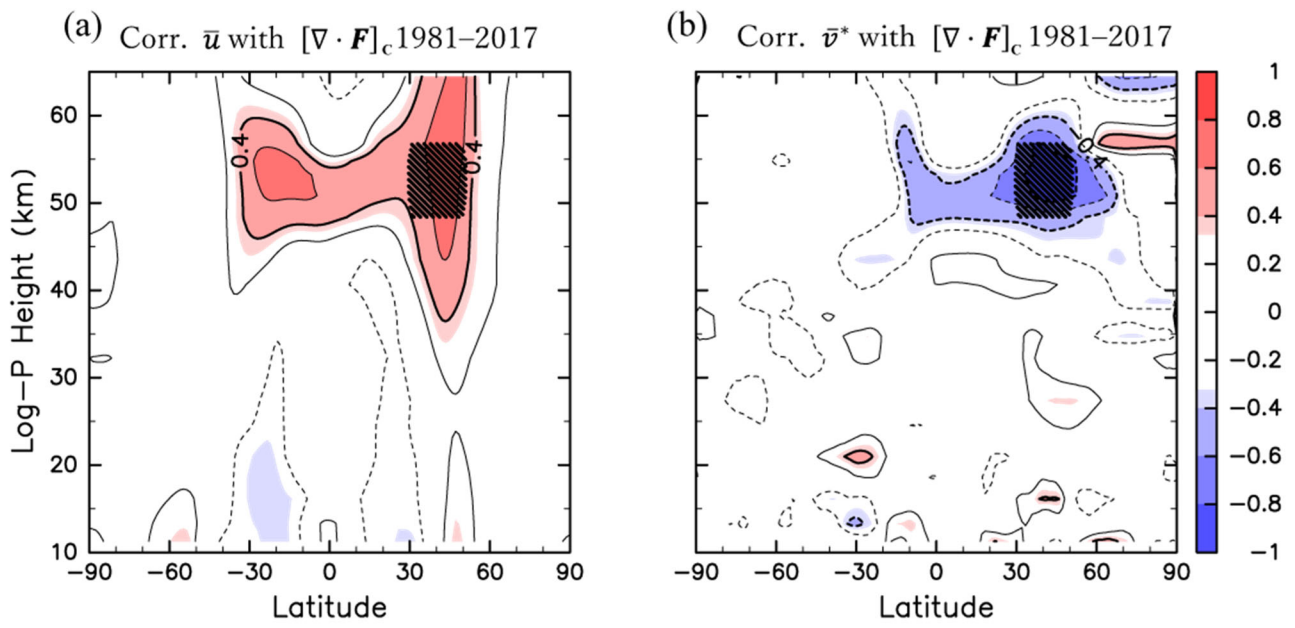 (a) Corr. ū with [∇ · F]c 1981–2017
60
50
40
30
20
10
Log−P Height (km)
0.4
0.4
−90 −60 −30 0 30 60 90
Latitude
(b) Corr. v̄* with [∇ · F]c 1981–2017
−0.4
−90 −60 −30 0 30 60 90
Latitude
1
0.8
0.6
0.4
0.2
0
−0.2
−0.4
−0.6
−0.8
−1